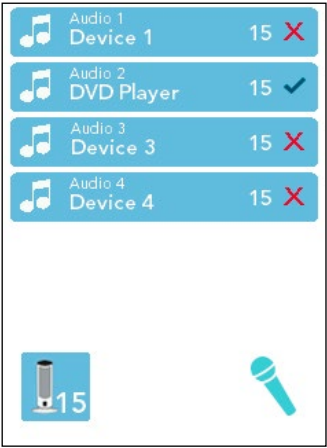 Audio 1
Device 1 15
Audio 2
DVD Player 15
Audio 3
Device 3 15
Audio 4
Device 4 15
15